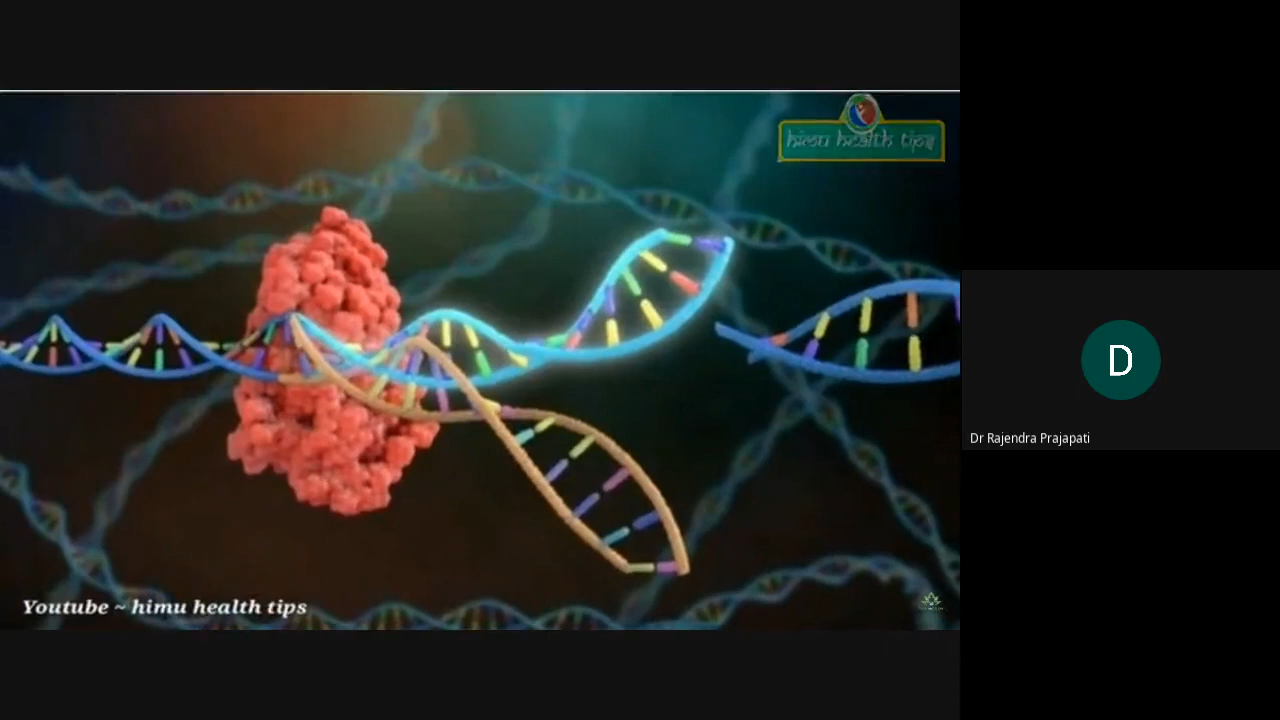 himu health tips
Youtube ~ himu health tips
D
Dr Rajendra Prajapati